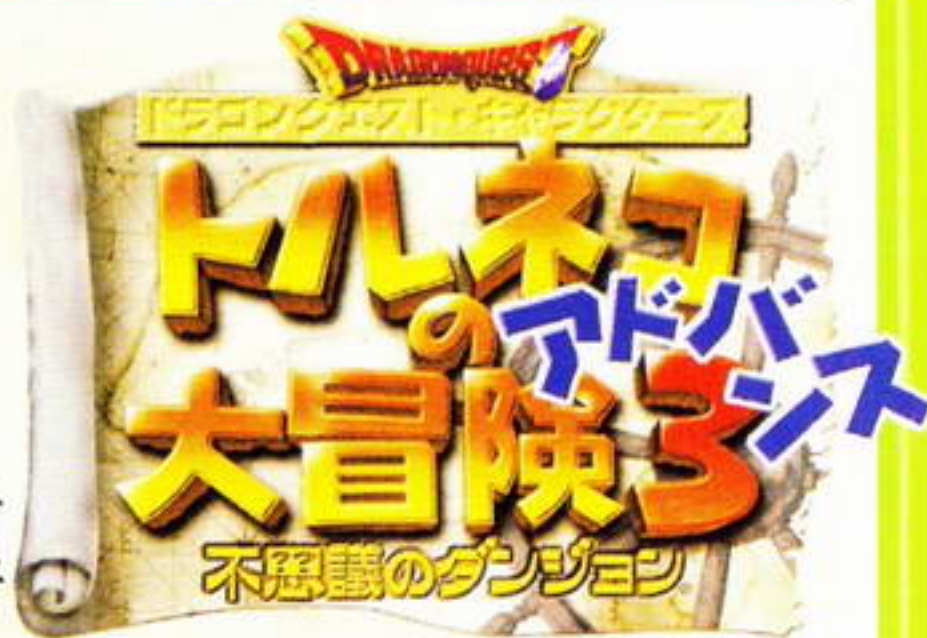 DRAGON QUEST
ドラゴンクエスト・キャラクターズ
トルネコ
の
アドバンス
大冒険3
不思議のダンジョン